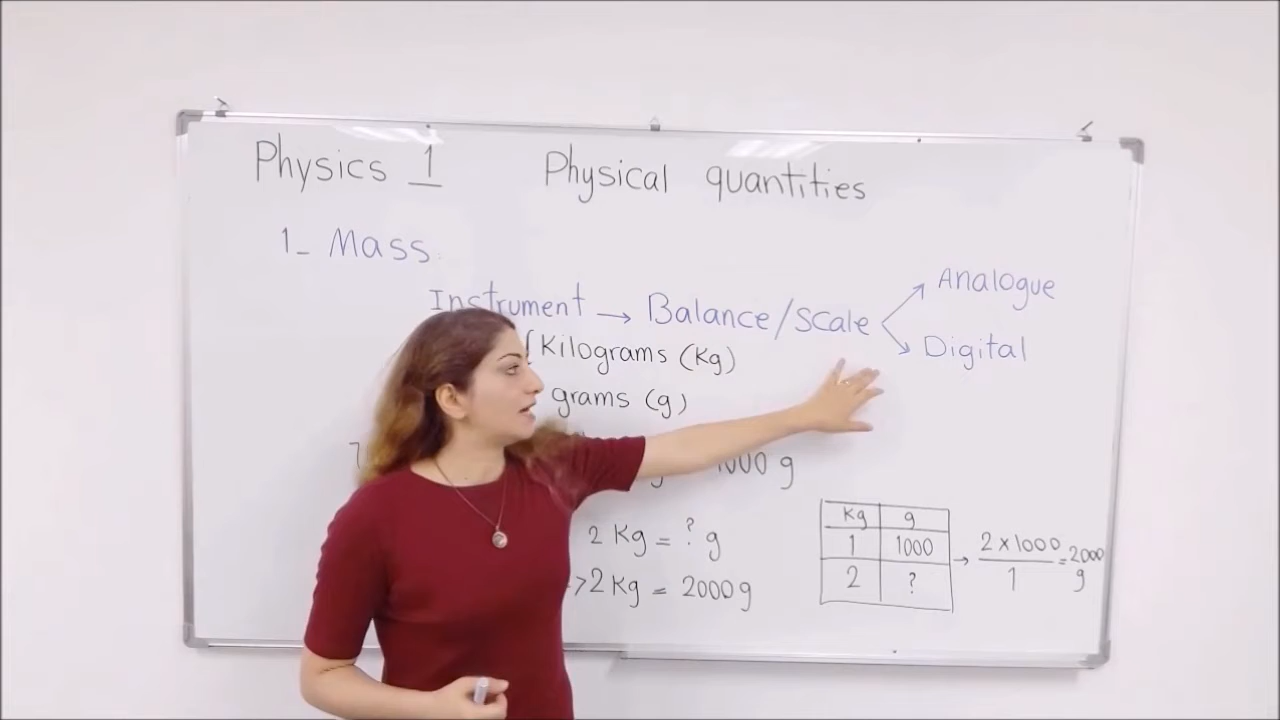 Physics 1 Physical quantities
1- Mass:
Instrument → Balance/Scale
Analogue
Digital
Kilograms (Kg)
grams (g)
1000 g
2 Kg = ? g
2 Kg = 2000 g
Kg g
1 1000
2 ?
→ 2 × 1000 / 1 = 2000 g